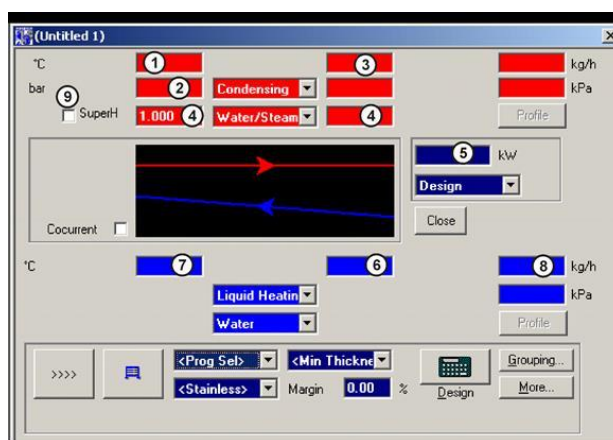 (Untitled 1)
°C 1 3 kg/h
bar 2 Condensing kPa
9 SuperH 1.000 4 Water/Steam 4 Profile
5 kW
Design
Cocurrent Close
°C 7 6 8 kg/h
Liquid Heatin kPa
Water Profile
>>>> <Prog Sel> <Min Thickne Grouping...
<Stainless> Margin 0.00 % Design More...